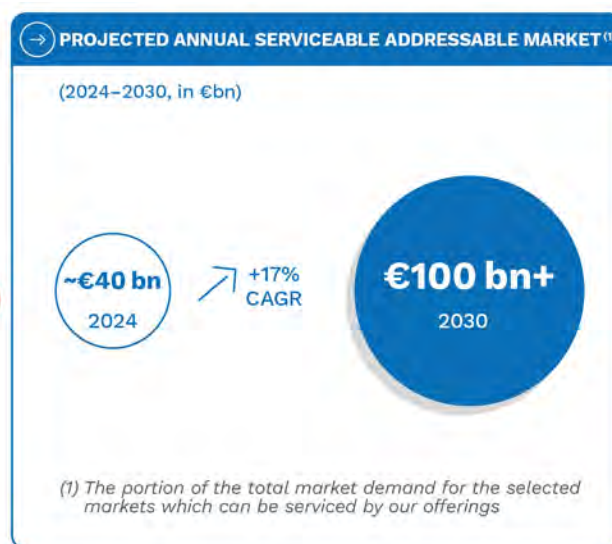 PROJECTED ANNUAL SERVICEABLE ADDRESSABLE MARKET (1
(2024–2030, in €bn)
~€40 bn
2024
+17%
CAGR
€100 bn+
2030
(1) The portion of the total market demand for the selected
markets which can be serviced by our offerings